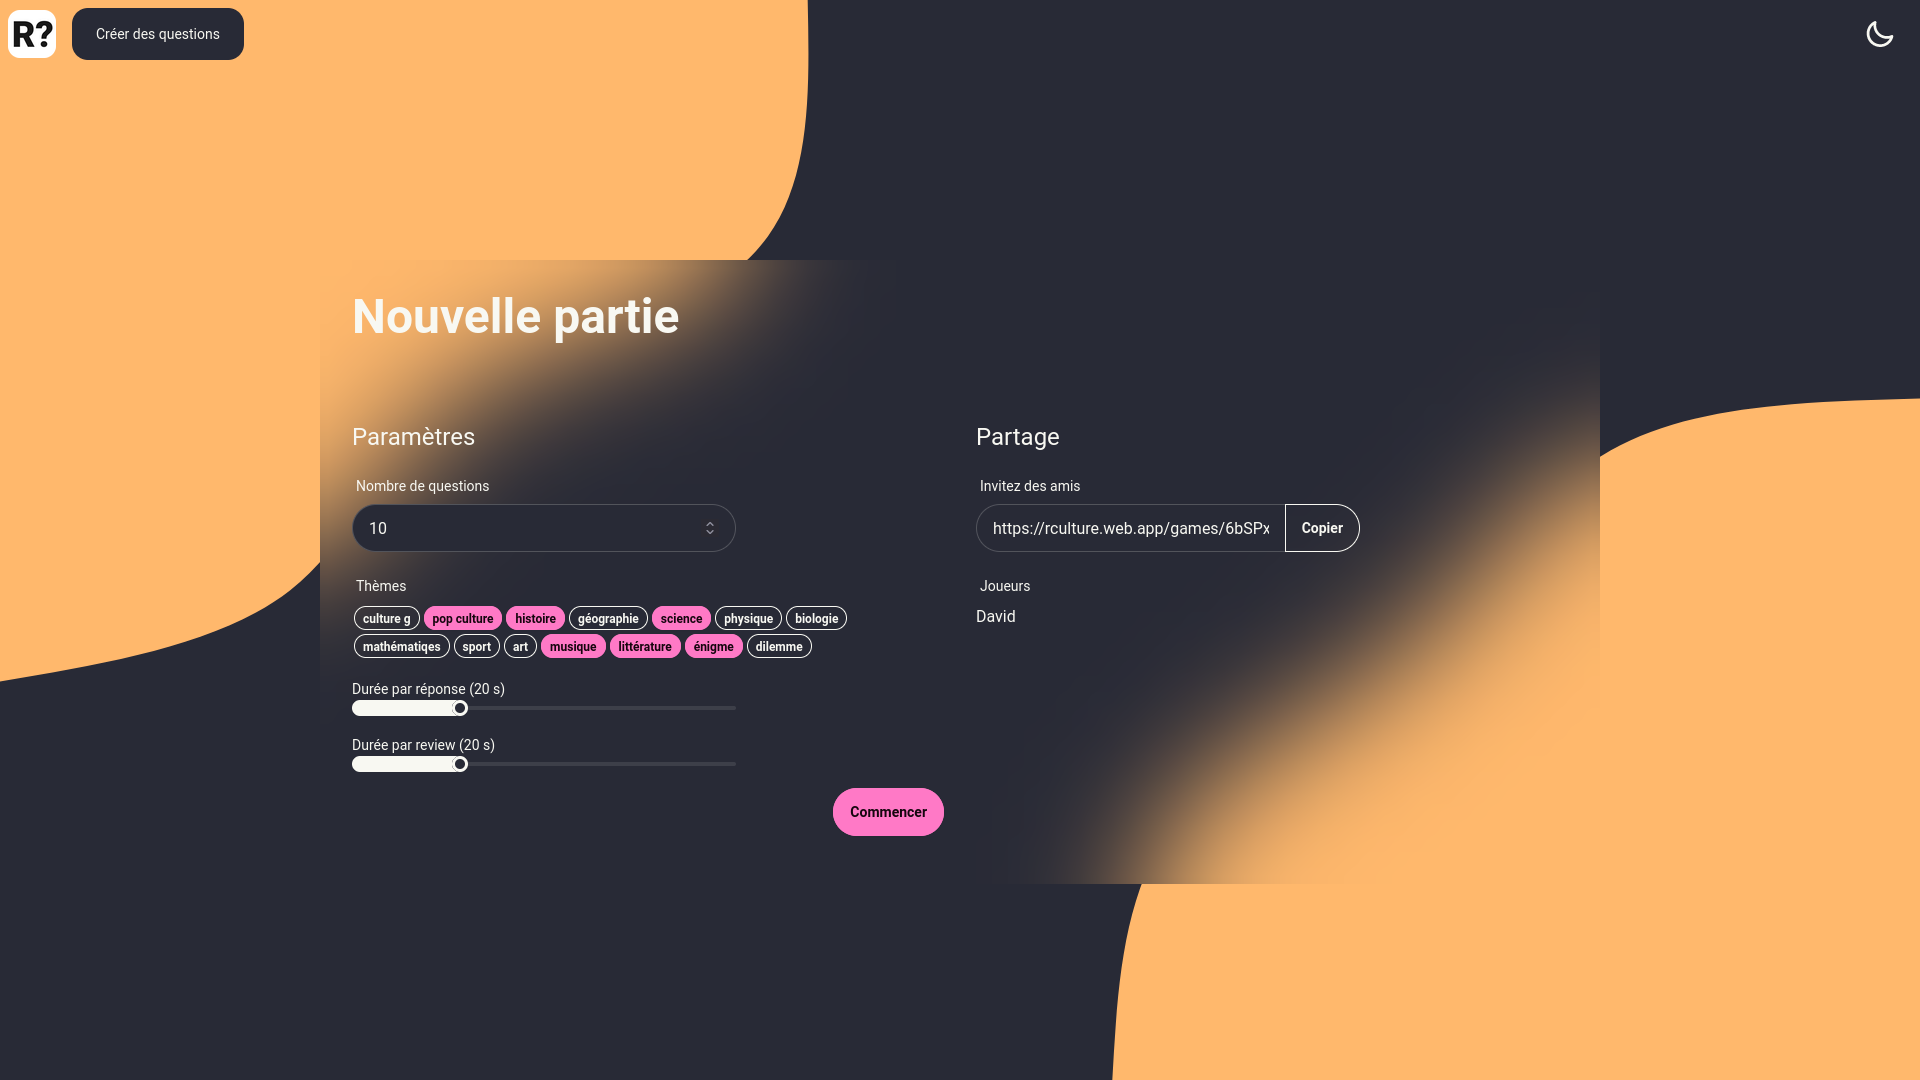 R?
Créer des questions
Nouvelle partie
Paramètres
Nombre de questions
10
Thèmes
culture g pop culture histoire géographie science physique biologie
mathématiqes sport art musique littérature énigme dilemme
Durée par réponse (20 s)
Durée par review (20 s)
Commencer
Partage
Invitez des amis
https://rculture.web.app/games/6bSPx
Copier
Joueurs
David